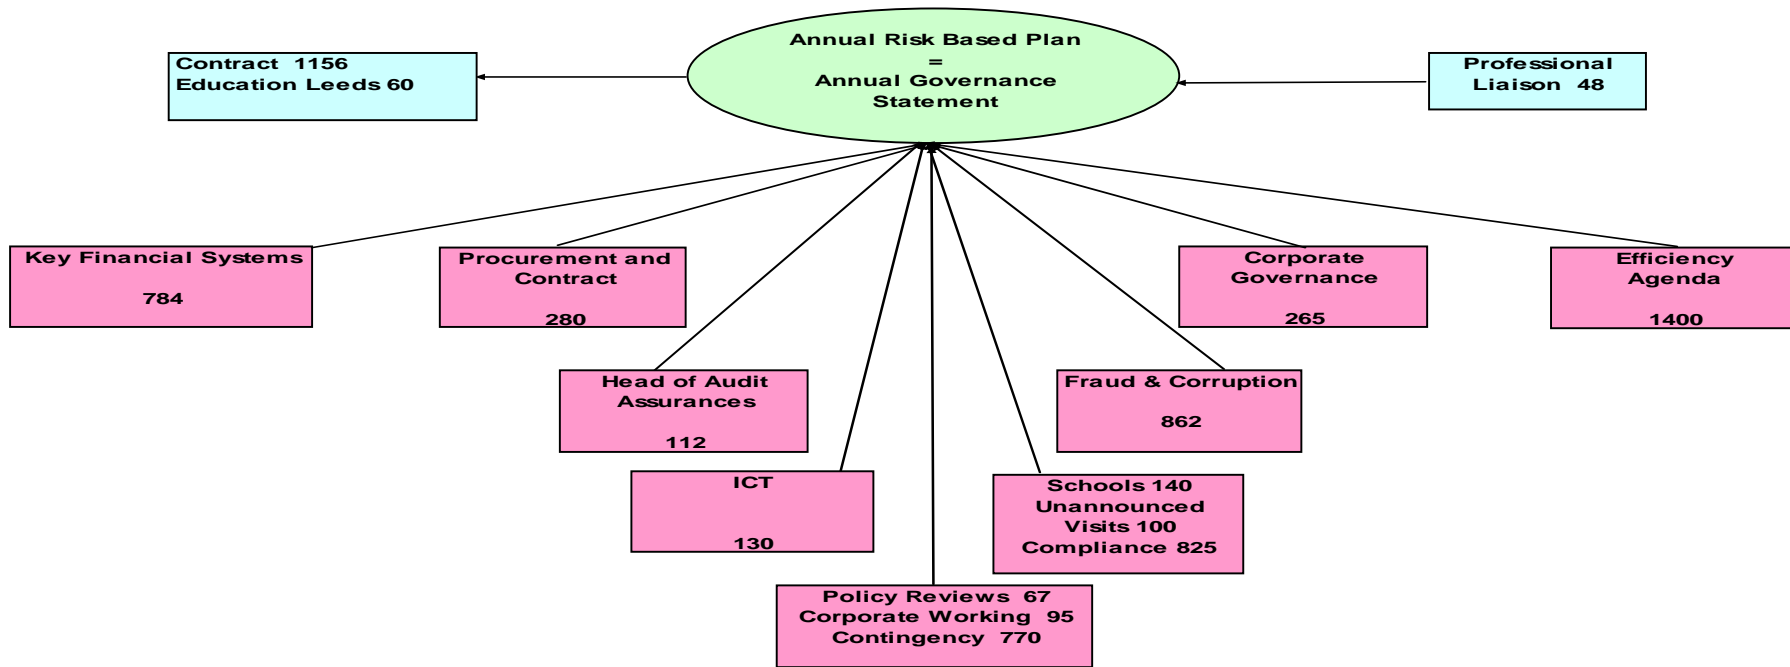 Annual Risk Based Plan
=
Annual Governance
Statement
Contract 1156
Education Leeds 60
Professional
Liaison 48
Key Financial Systems
784
Procurement and
Contract
280
Corporate
Governance
265
Efficiency
Agenda
1400
Head of Audit
Assurances
112
Fraud & Corruption
862
ICT
130
Schools 140
Unannounced
Visits 100
Compliance 825
Policy Reviews 67
Corporate Working 95
Contingency 770